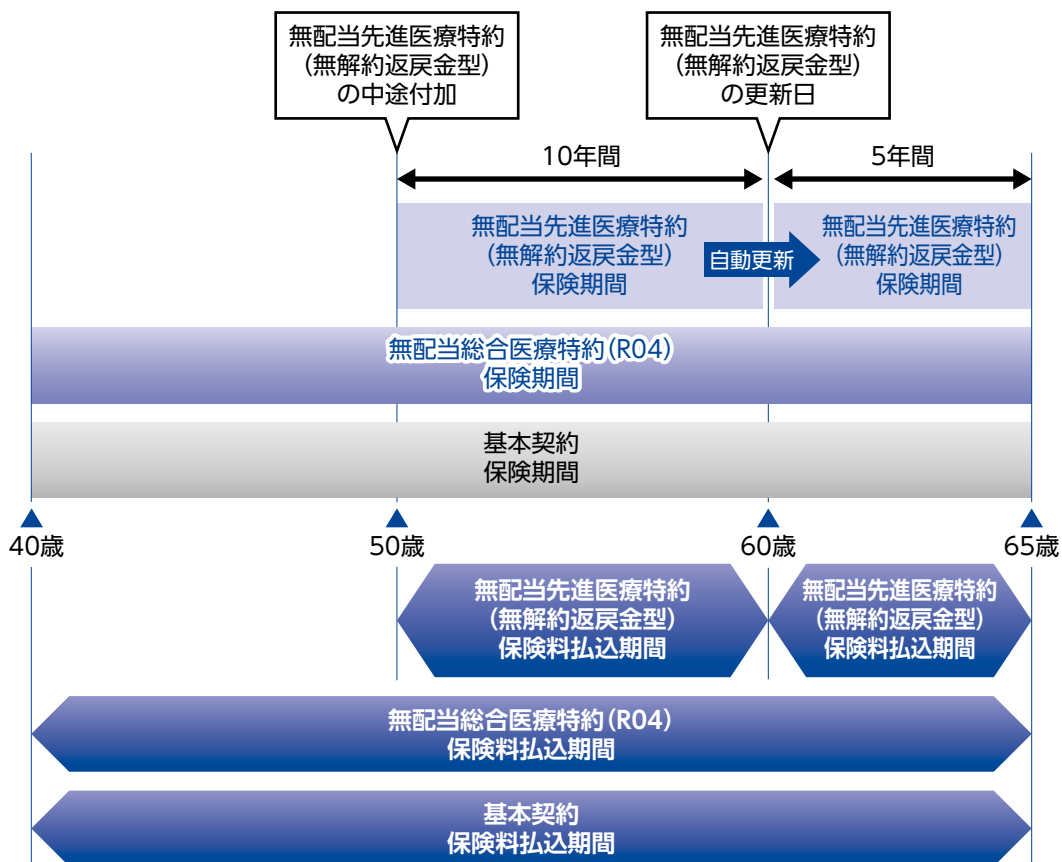 無配当先進医療特約
(無解約返戻金型)
の中途付加
無配当先進医療特約
(無解約返戻金型)
の更新日
10年間
5年間
無配当先進医療特約
(無解約返戻金型)
保険期間
自動更新
無配当先進医療特約
(無解約返戻金型)
保険期間
無配当総合医療特約(R04)
保険期間
基本契約
保険期間
40歳
50歳
60歳
65歳
無配当先進医療特約
(無解約返戻金型)
保険料払込期間
無配当先進医療特約
(無解約返戻金型)
保険料払込期間
無配当総合医療特約(R04)
保険料払込期間
基本契約
保険料払込期間